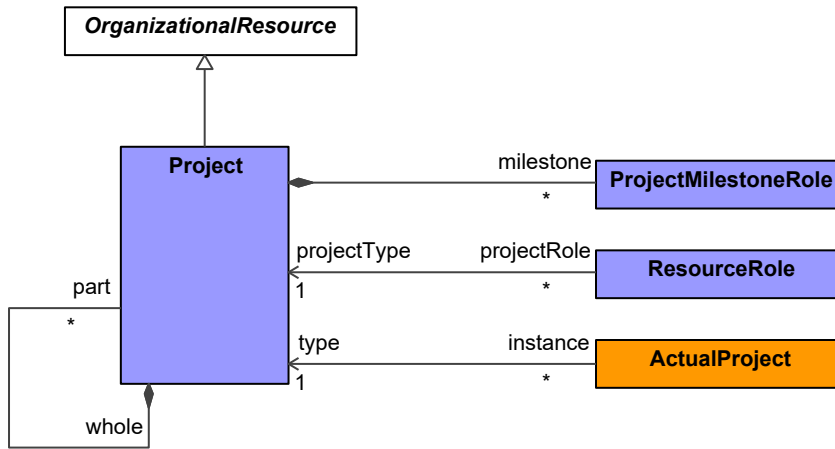 OrganizationalResource
Project
milestone
ProjectMilestoneRole
*
projectType
projectRole
ResourceRole
1
*
part
*
type
instance
ActualProject
1
*
whole